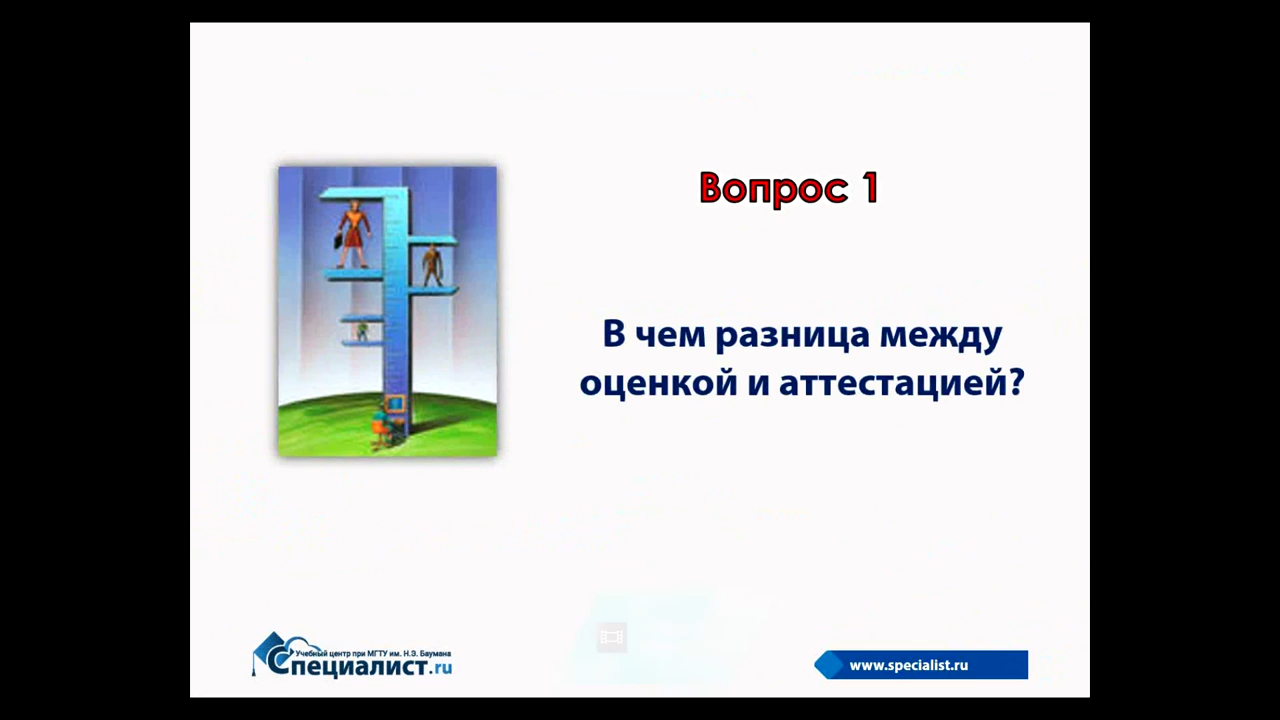 Вопрос 1
В чем разница между
оценкой и аттестацией?
Учебный центр при МГТУ им. Н.Э. Баумана
Специалист.ru
www.specialist.ru